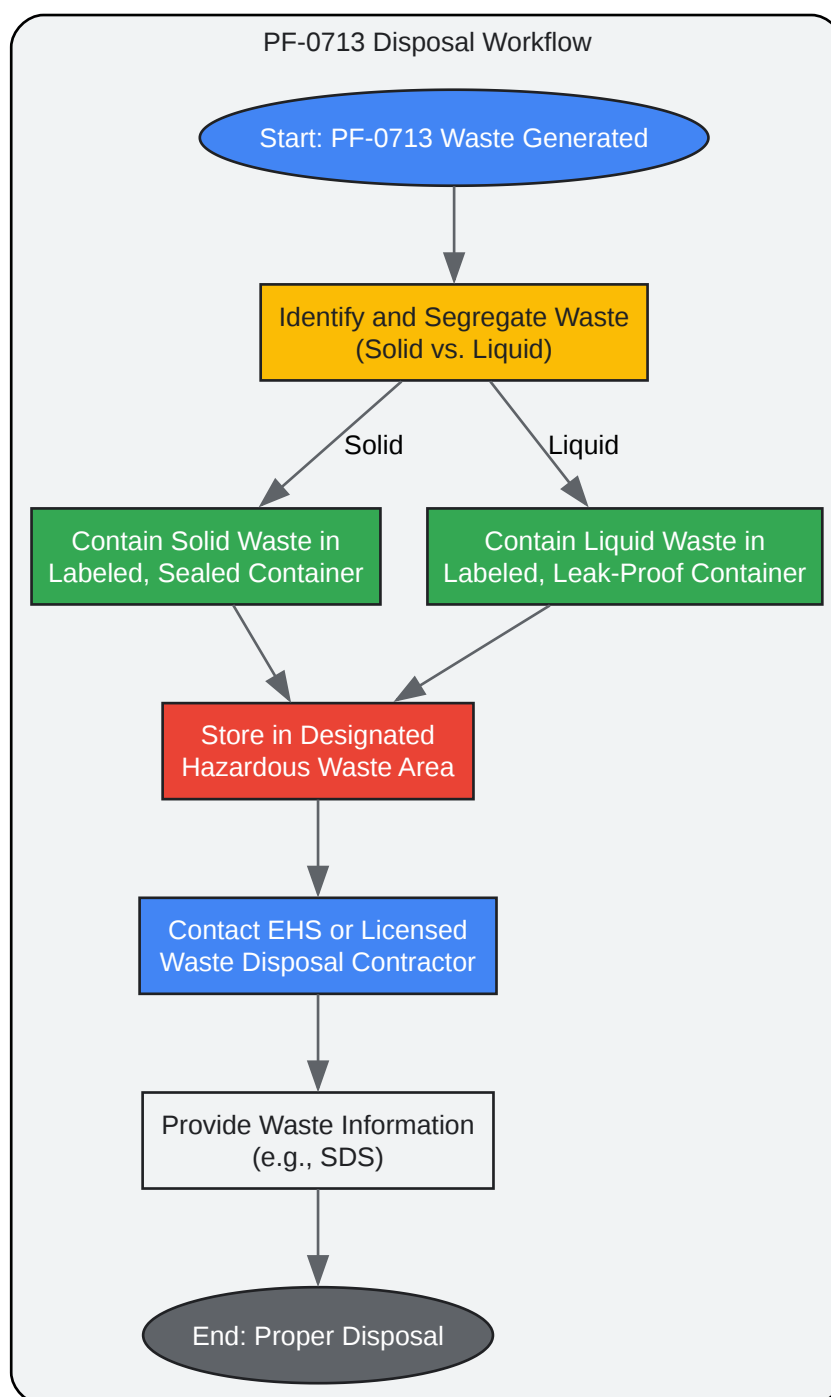 PF-0713 Disposal Workflow
Start: PF-0713 Waste Generated
Identify and Segregate Waste
(Solid vs. Liquid)
Solid
Liquid
Contain Solid Waste in
Labeled, Sealed Container
Contain Liquid Waste in
Labeled, Leak-Proof Container
Store in Designated
Hazardous Waste Area
Contact EHS or Licensed
Waste Disposal Contractor
Provide Waste Information
(e.g., SDS)
End: Proper Disposal